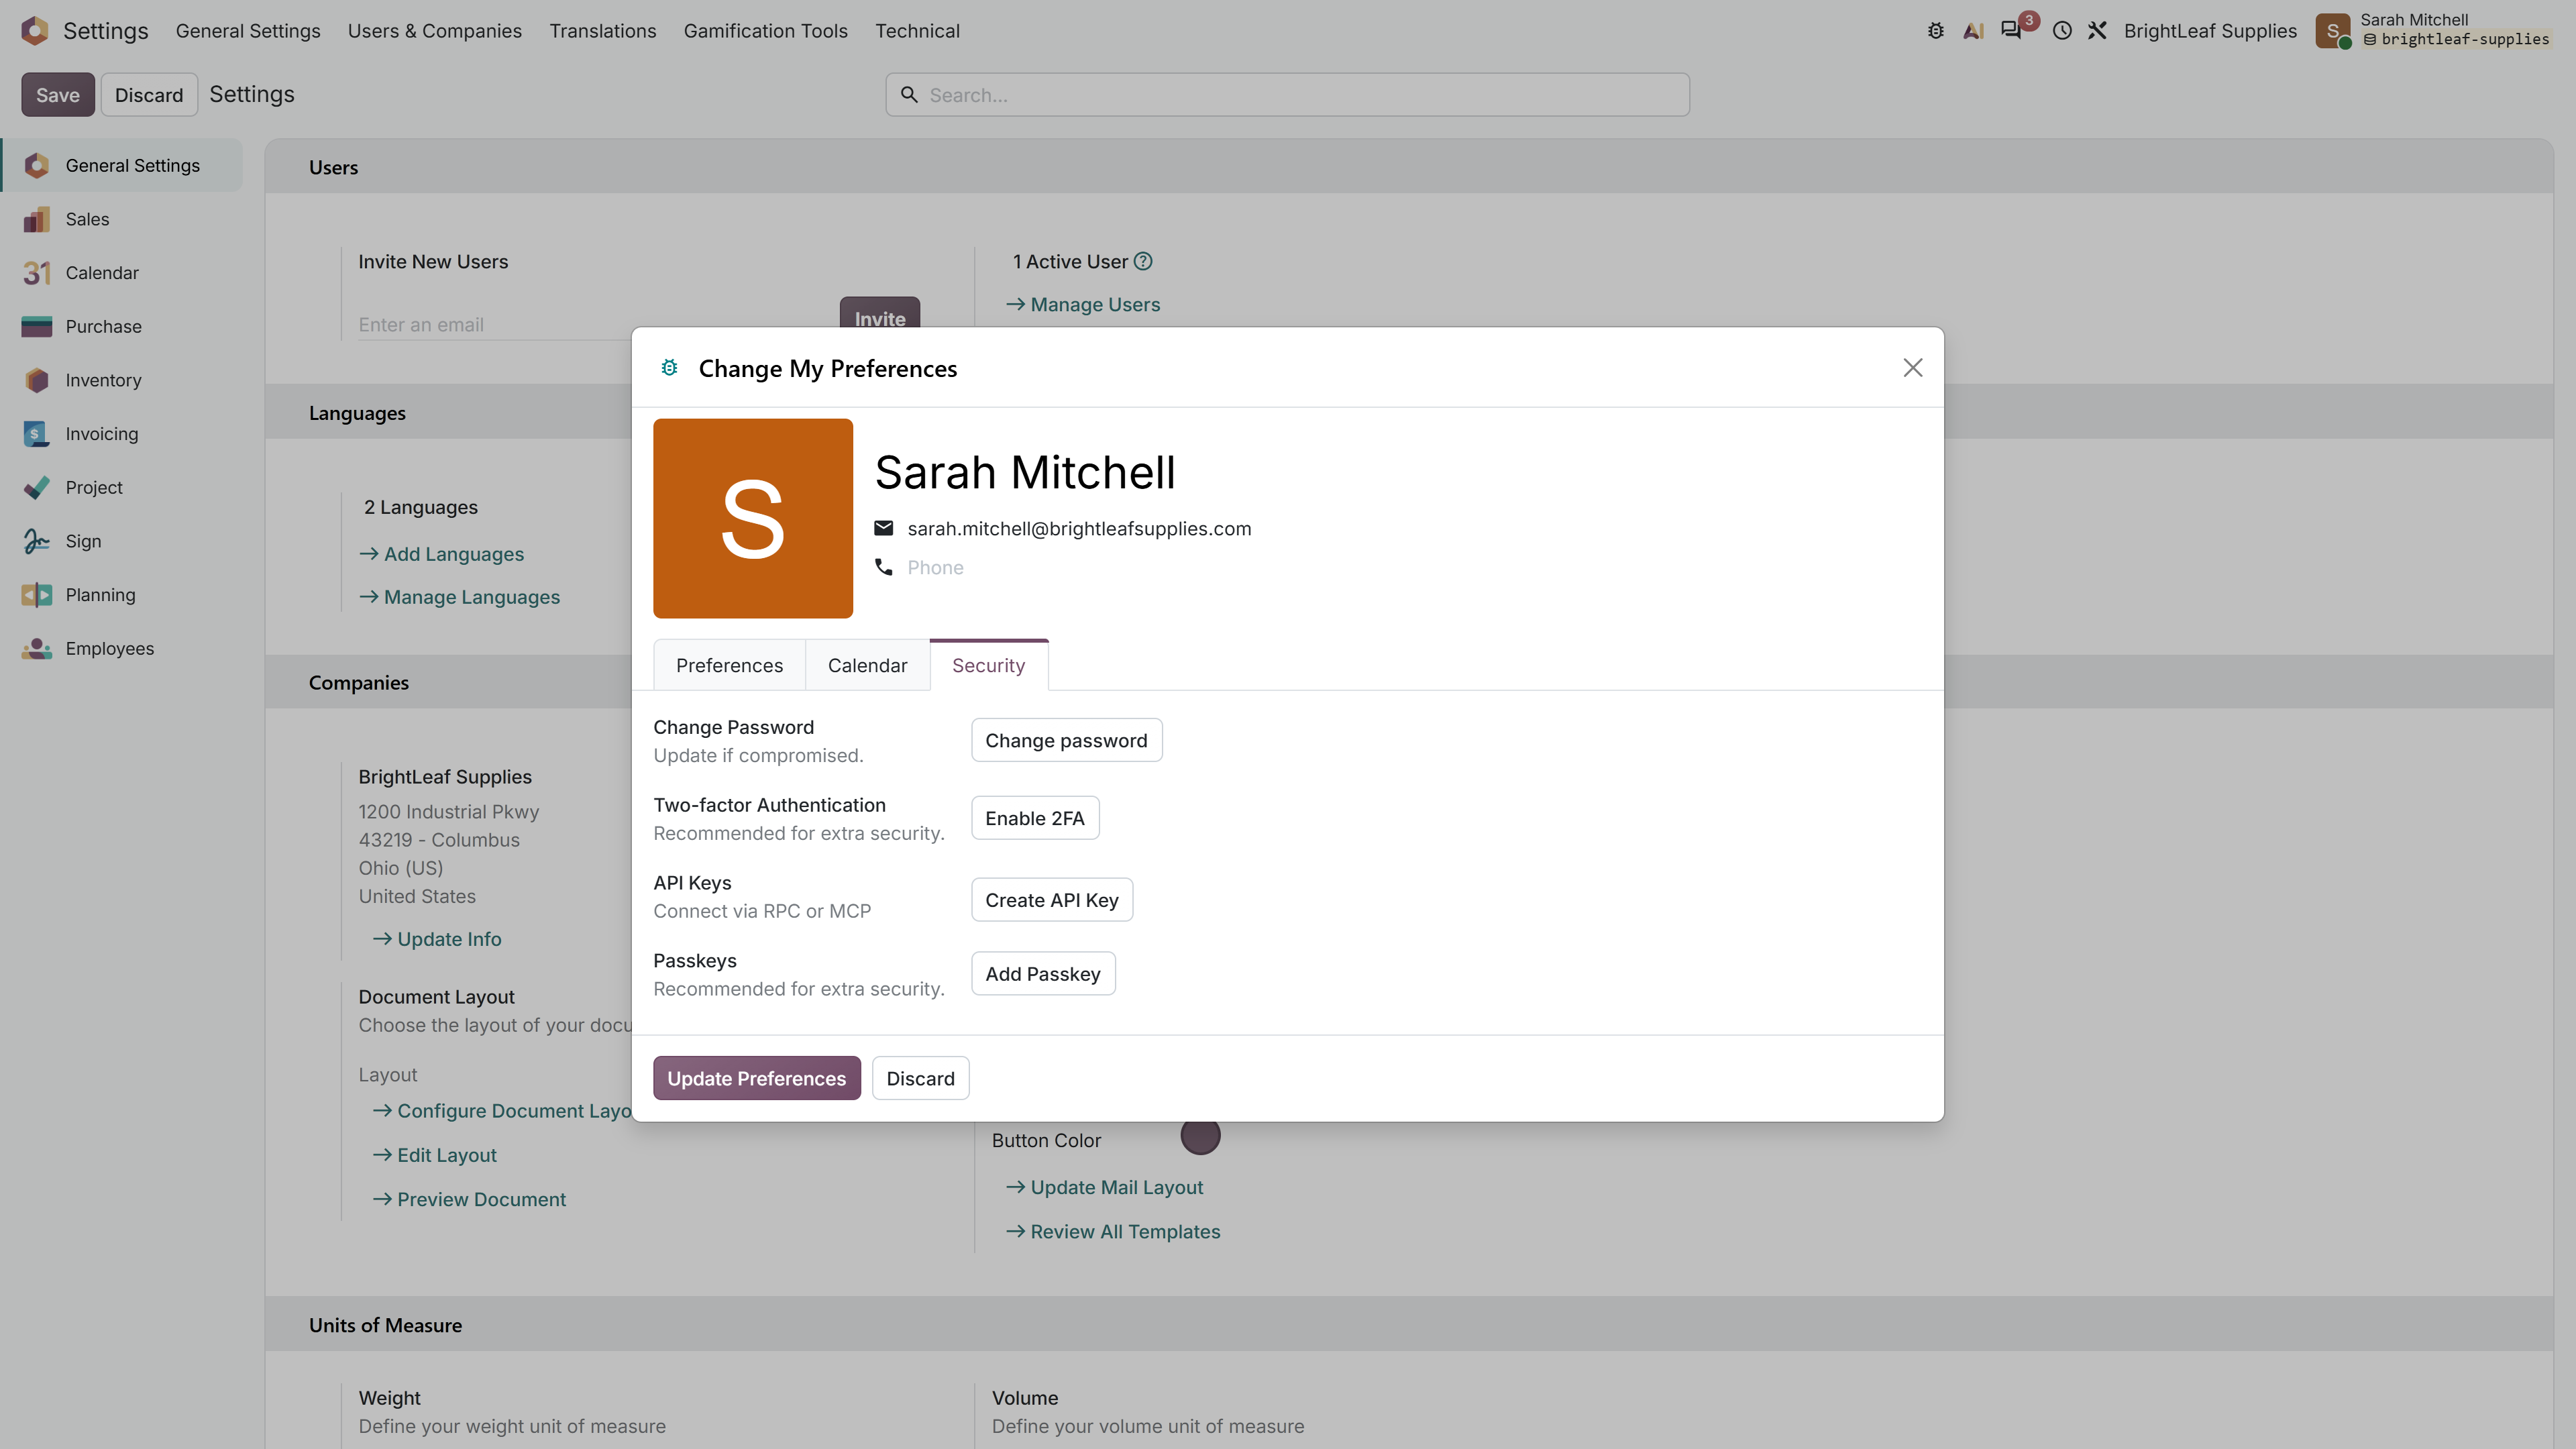 Settings
General Settings
Users & Companies
Translations
Gamification Tools
Technical
AI
3
BrightLeaf Supplies
S
Sarah Mitchell
brightleaf-supplies
Save
Discard
Settings
Search...
General Settings
Sales
31
Calendar
Purchase
Inventory
$
Invoicing
Project
Sign
Planning
Employees
Users
Invite New Users
Enter an email
Invite
1 Active User
?
→ Manage Users
Languages
2 Languages
→ Add Languages
→ Manage Languages
Companies
BrightLeaf Supplies
1200 Industrial Pkwy
43219 - Columbus
Ohio (US)
United States
→ Update Info
Document Layout
Choose the layout of your docu
Layout
→ Configure Document Layo
→ Edit Layout
→ Preview Document
Button Color
→ Update Mail Layout
→ Review All Templates
Units of Measure
Weight
Define your weight unit of measure
Volume
Define your volume unit of measure
Change My Preferences
S
Sarah Mitchell
sarah.mitchell@brightleafsupplies.com
Phone
Preferences
Calendar
Security
Change Password
Update if compromised.
Change password
Two-factor Authentication
Recommended for extra security.
Enable 2FA
API Keys
Connect via RPC or MCP
Create API Key
Passkeys
Recommended for extra security.
Add Passkey
Update Preferences
Discard